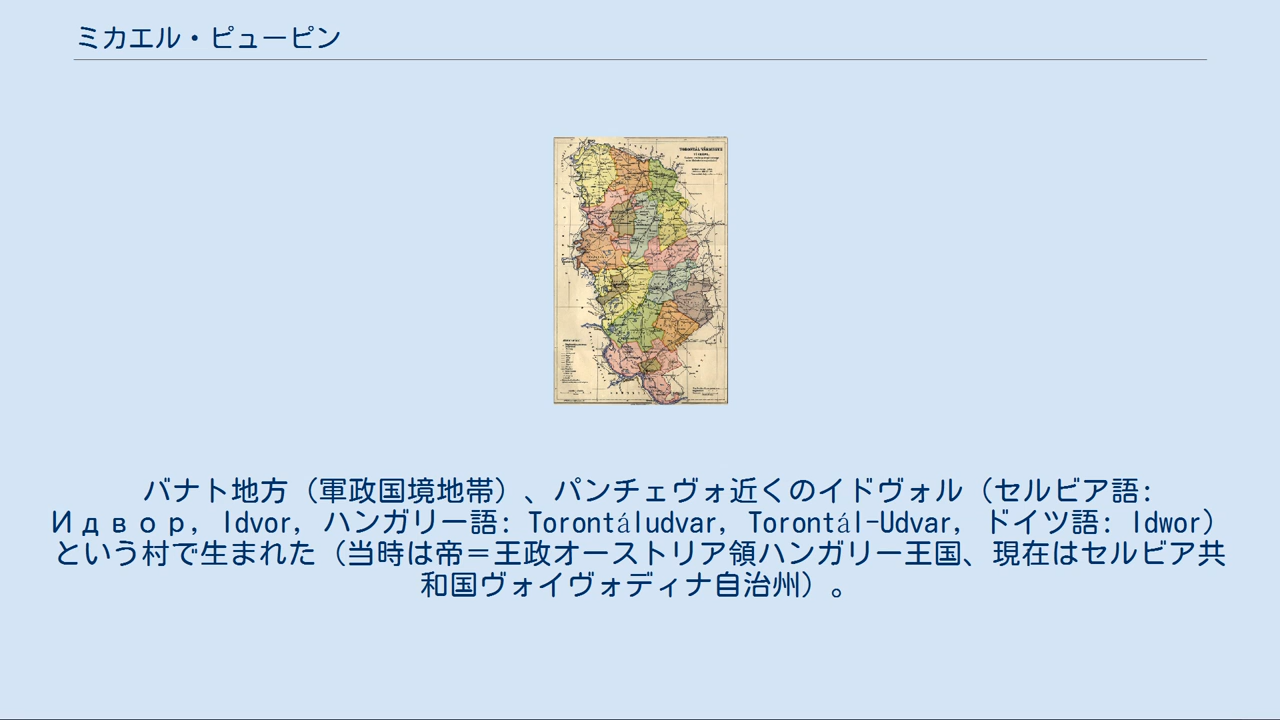 ミカエル・ピューピン
TORONTÁL VÁRMEGYE
バナト地方（軍政国境地帯）、パンチェヴォ近くのイドヴォル（セルビア語:
Идвор, Idvor, ハンガリー語: Torontáludvar, Torontál-Udvar, ドイツ語: Idwor）
という村で生まれた（当時は帝＝王政オーストリア領ハンガリー王国、現在はセルビア共
和国ヴォイヴォディナ自治州）。